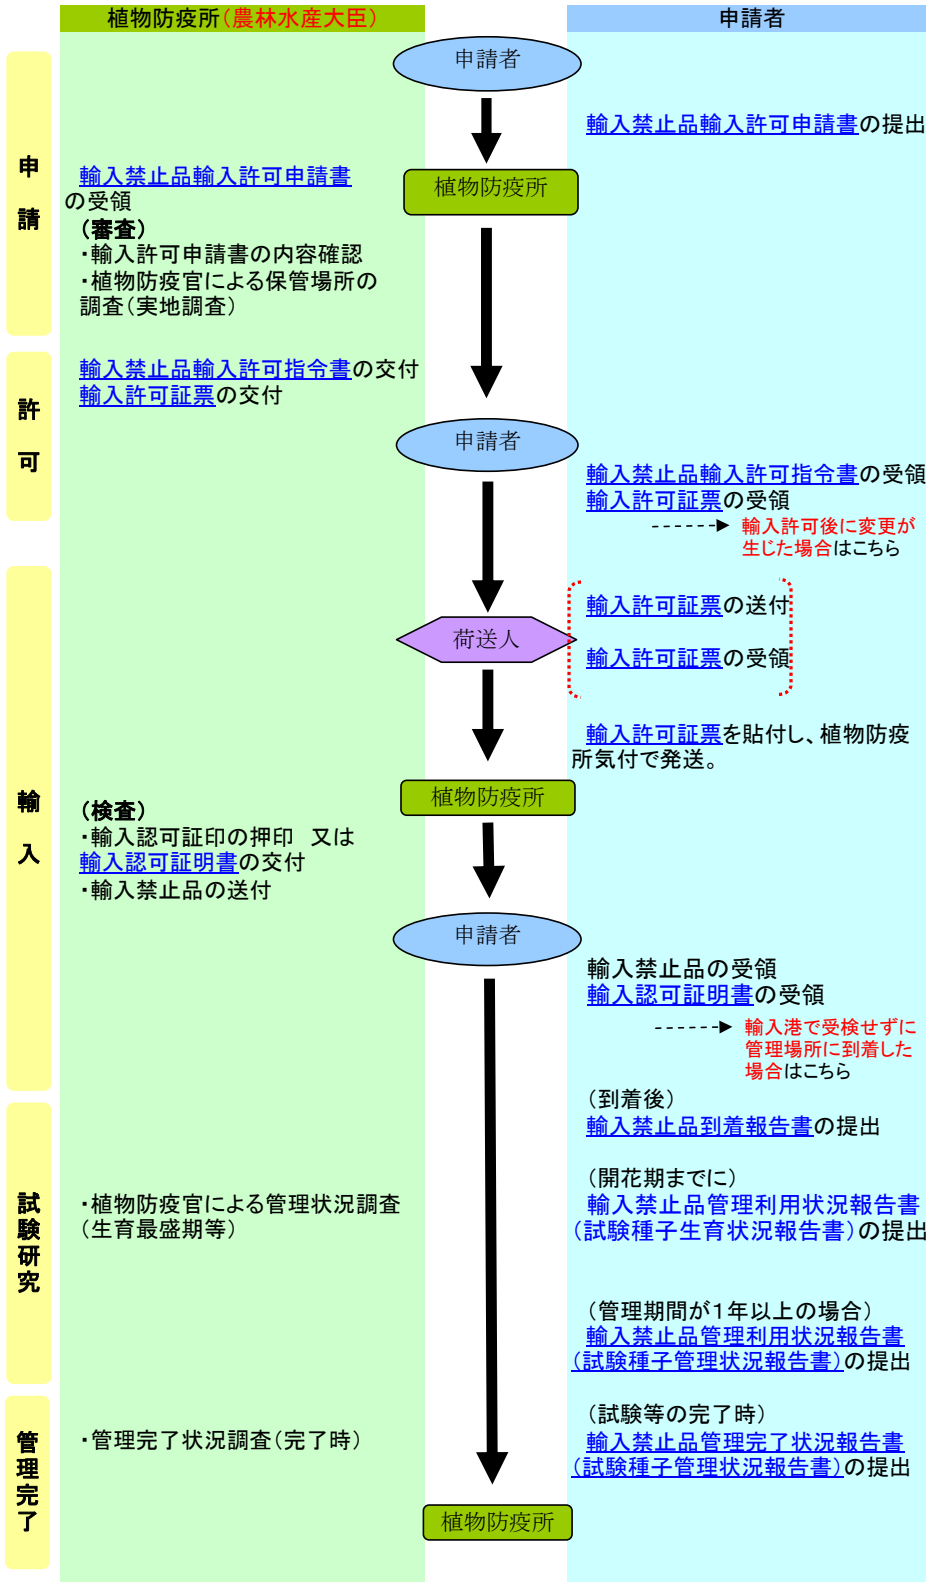 植物防疫所(農林水産大臣)
申請者
申請
申請者
輸入禁止品輸入許可申請書の提出
輸入禁止品輸入許可申請書
の受領
(審査)
・輸入許可申請書の内容確認
・植物防疫官による保管場所の
調査(実地調査)
植物防疫所
許可
輸入禁止品輸入許可指令書の交付
輸入許可証票の交付
申請者
輸入禁止品輸入許可指令書の受領
輸入許可証票の受領
輸入許可後に変更が
生じた場合はこちら
輸入
輸入許可証票の送付
荷送人
輸入許可証票の受領
輸入許可証票を貼付し、植物防疫
所気付で発送。
植物防疫所
(検査)
・輸入認可証印の押印 又は
輸入認可証明書の交付
・輸入禁止品の送付
申請者
輸入禁止品の受領
輸入認可証明書の受領
輸入港で受検せずに
管理場所に到着した
場合はこちら
試験研究
(到着後)
輸入禁止品到着報告書の提出
・植物防疫官による管理状況調査
(生育最盛期等)
(開花期までに)
輸入禁止品管理利用状況報告書
(試験種子生育状況報告書)の提出
(管理期間が1年以上の場合)
輸入禁止品管理利用状況報告書
(試験種子管理状況報告書)の提出
管理完了
・管理完了状況調査(完了時)
(試験等の完了時)
輸入禁止品管理完了状況報告書
(試験種子管理状況報告書)の提出
植物防疫所